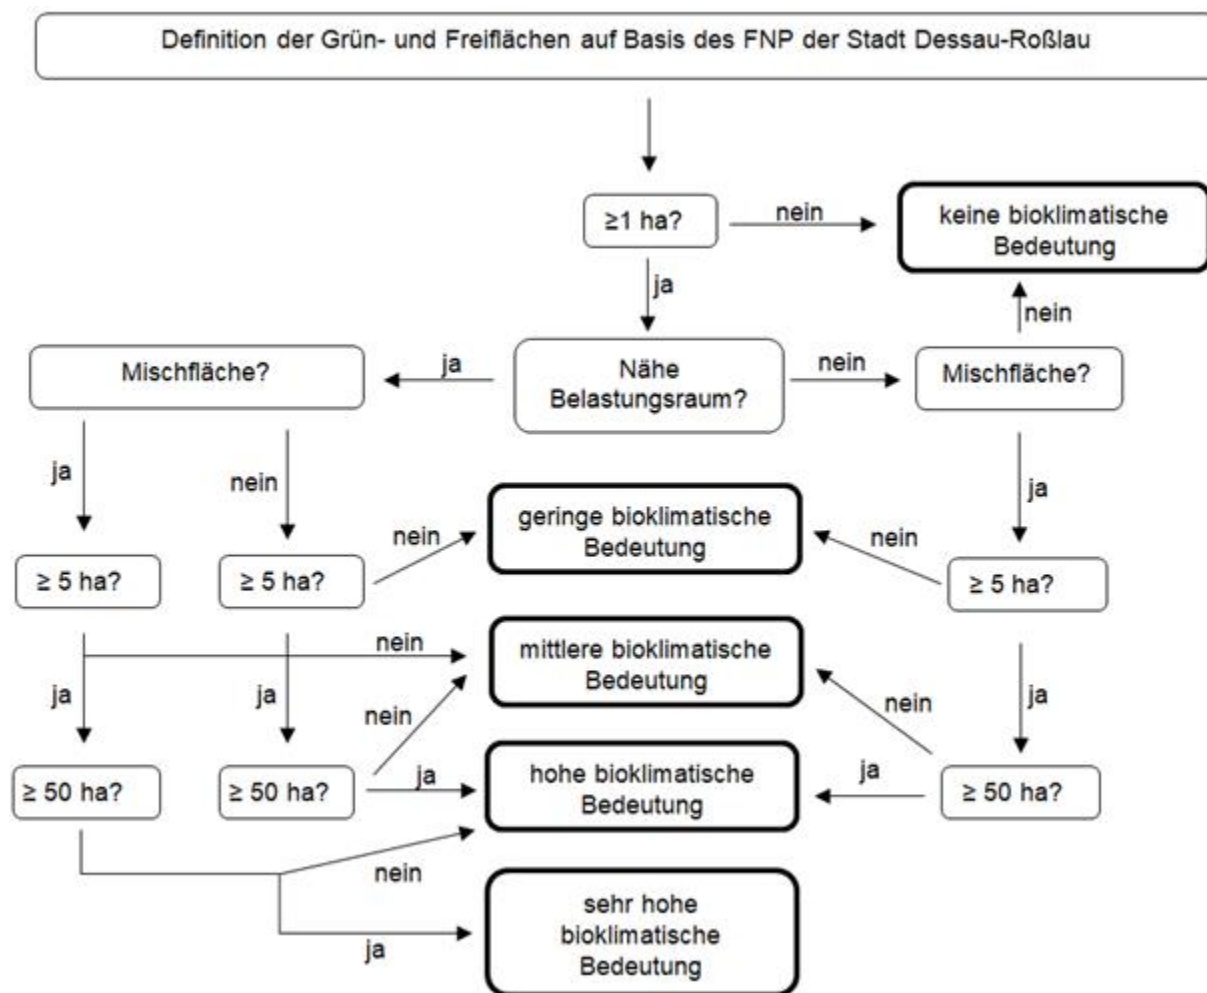 Definition der Grün- und Freiflächen auf Basis des FNP der Stadt Dessau-Roßlau
≥1 ha?
nein
keine bioklimatische
Bedeutung
ja
nein
Mischfläche?
ja
Nähe
Belastungsraum?
nein
Mischfläche?
ja
nein
ja
geringe bioklimatische
Bedeutung
nein
nein
≥ 5 ha?
≥ 5 ha?
≥ 5 ha?
nein
mittlere bioklimatische
Bedeutung
ja
ja
nein
nein
ja
≥ 50 ha?
≥ 50 ha?
ja
hohe bioklimatische
Bedeutung
ja
≥ 50 ha?
nein
sehr hohe
bioklimatische
Bedeutung
ja